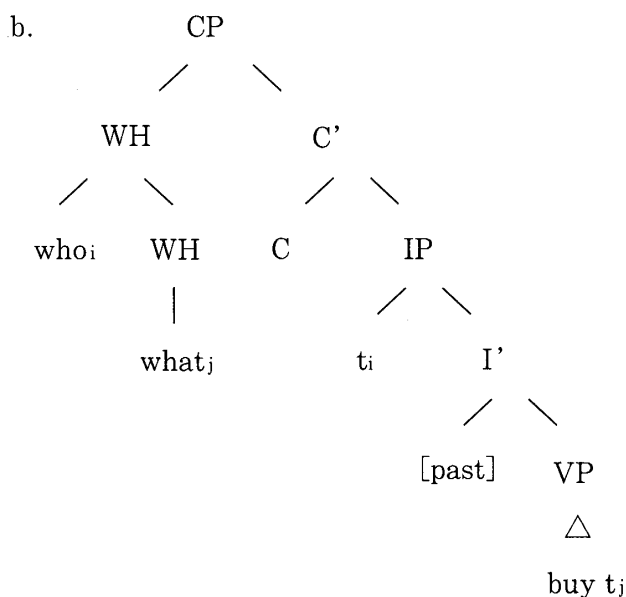 b. CP
WH C’
whoi WH C IP
whatj ti I’
[past] VP
buy tj